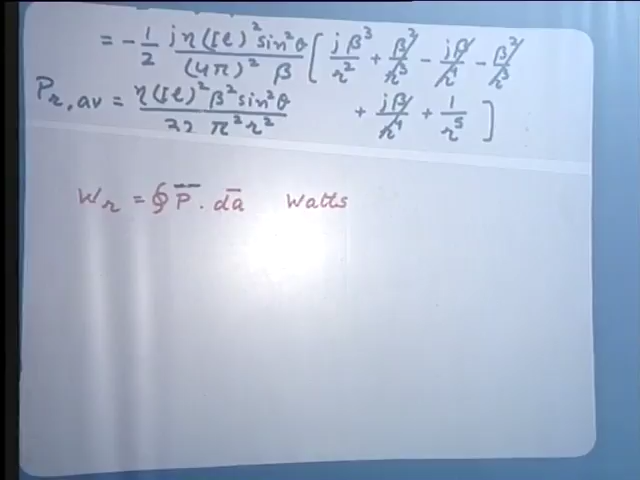 = - 1/2 jη(Iℓ)² sin²θ / (4π)² β [ jβ³/r² + β²/r³ - jβ/r⁴ - β²/r³
P_r,av = η(Iℓ)² β² sin²θ / 32 π² r² + jβ/r⁴ + 1/r⁵ ]
W_r = ∮ P̄ . dā Watts